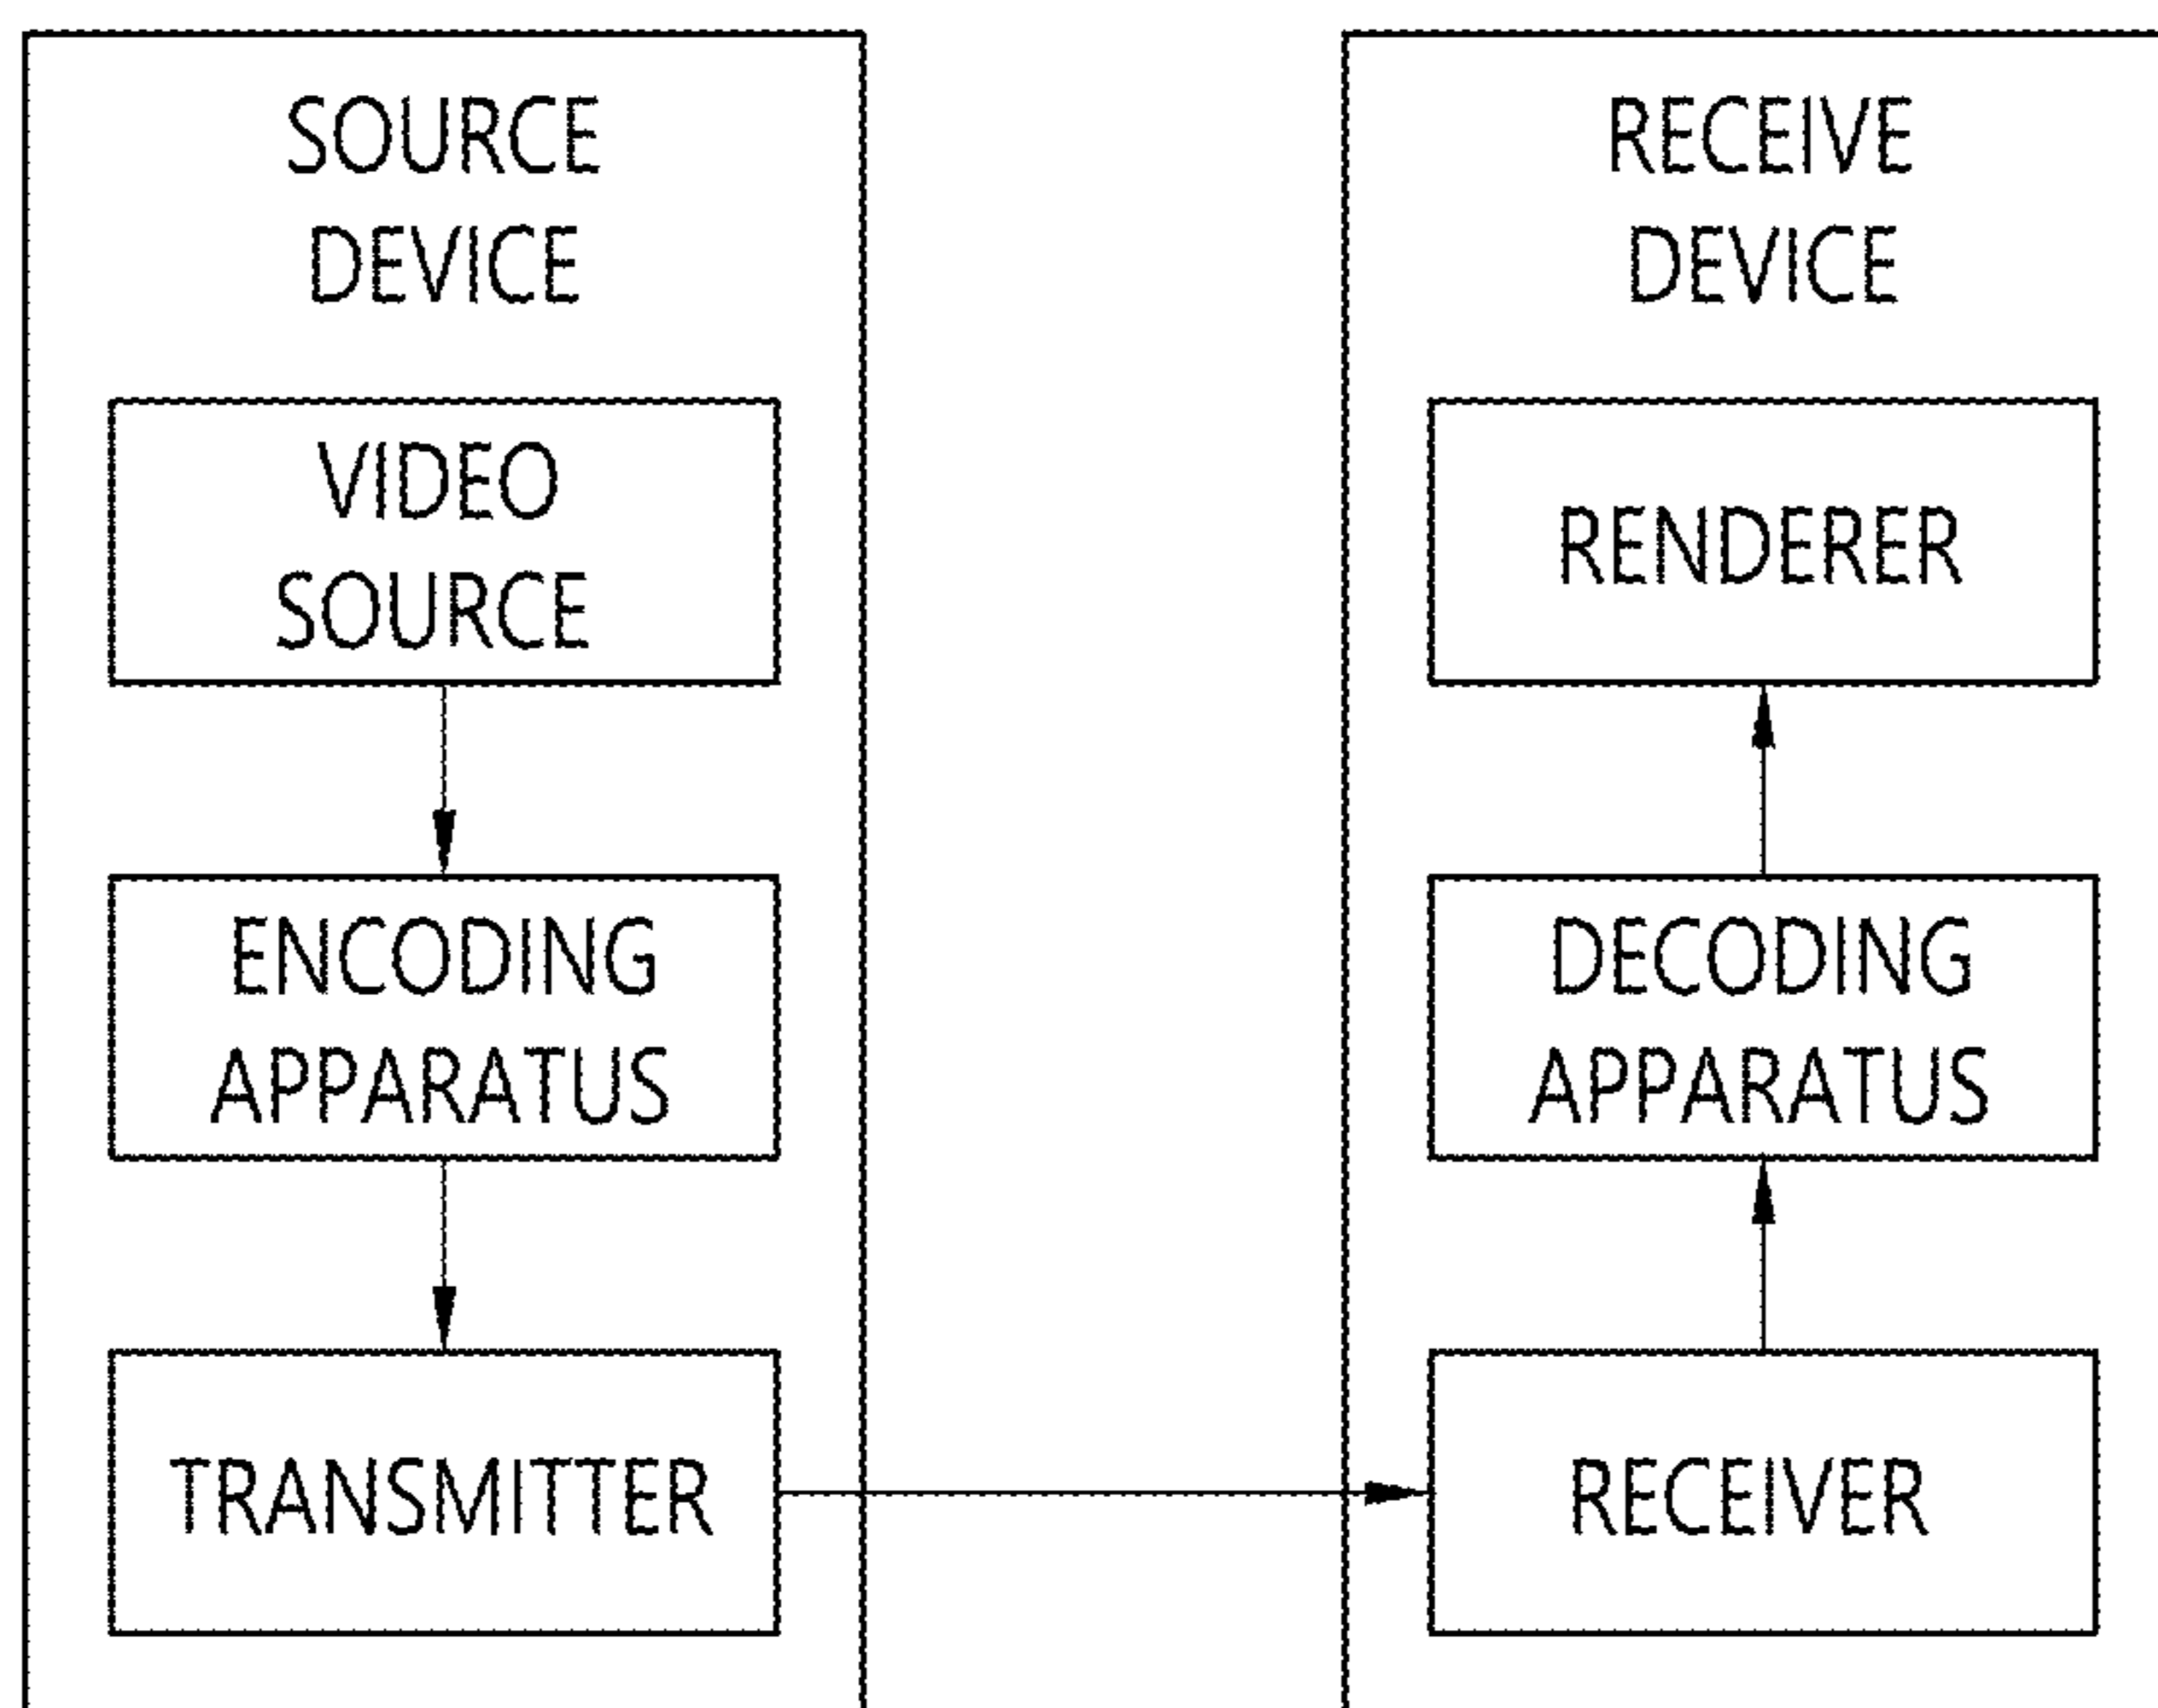 SOURCE
DEVICE
VIDEO
SOURCE
ENCODING
APPARATUS
TRANSMITTER
RECEIVE
DEVICE
RENDERER
DECODING
APPARATUS
RECEIVER